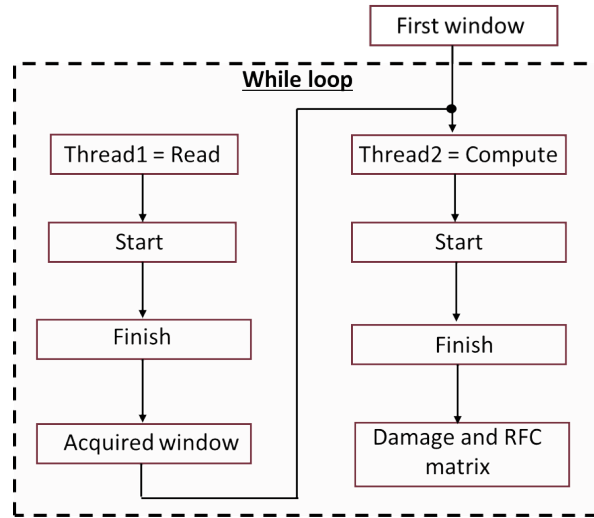 First window
While loop
Thread1 = Read
Thread2 = Compute
Start
Start
Finish
Finish
Acquired window
Damage and RFC
matrix